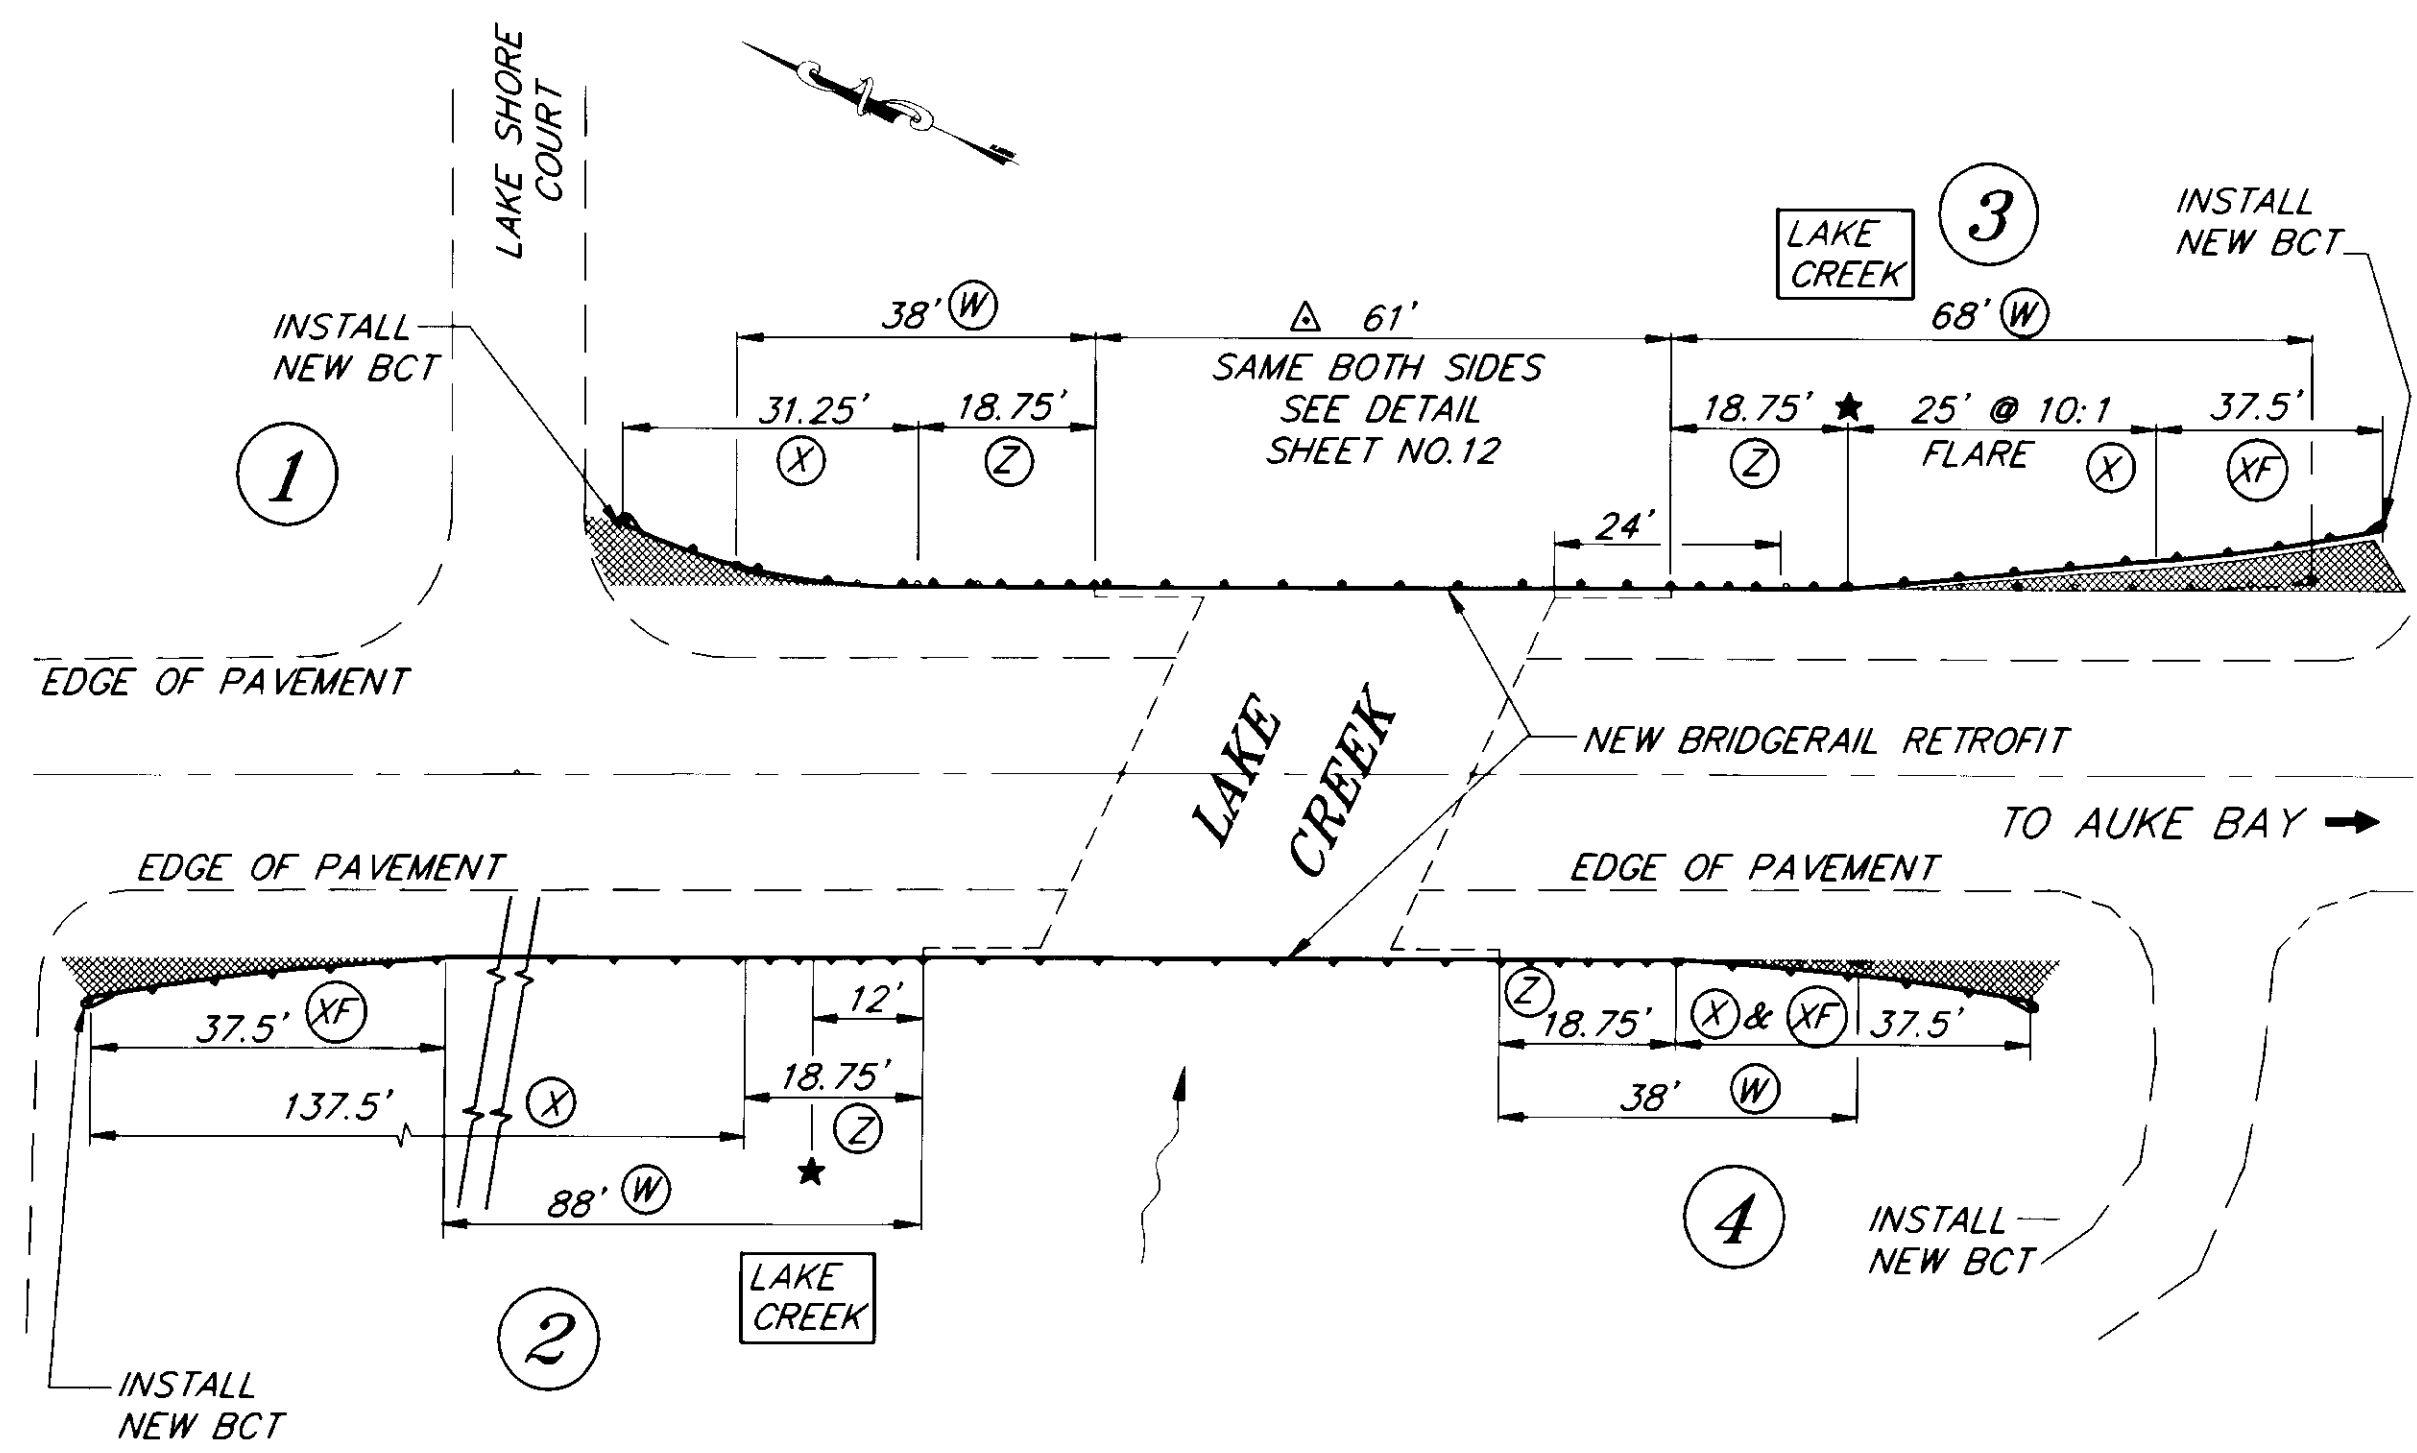 LAKE SHORE
COURT
3
INSTALL
NEW BCT
LAKE
CREEK
38' W
61'
68' W
INSTALL
NEW BCT
SAME BOTH SIDES
SEE DETAIL
SHEET NO.12
31.25'
X
18.75'
Z
18.75' ★
Z
25' @ 10:1
FLARE
X
37.5'
XF
1
24'
EDGE OF PAVEMENT
LAKE
CREEK
NEW BRIDGERAIL RETROFIT
TO AUKE BAY →
EDGE OF PAVEMENT
EDGE OF PAVEMENT
37.5' XF
12'
Z
18.75'
X & XF 37.5'
137.5'
X
18.75'
Z
38' W
88' W
★
4
INSTALL
NEW BCT
LAKE
CREEK
2
INSTALL
NEW BCT